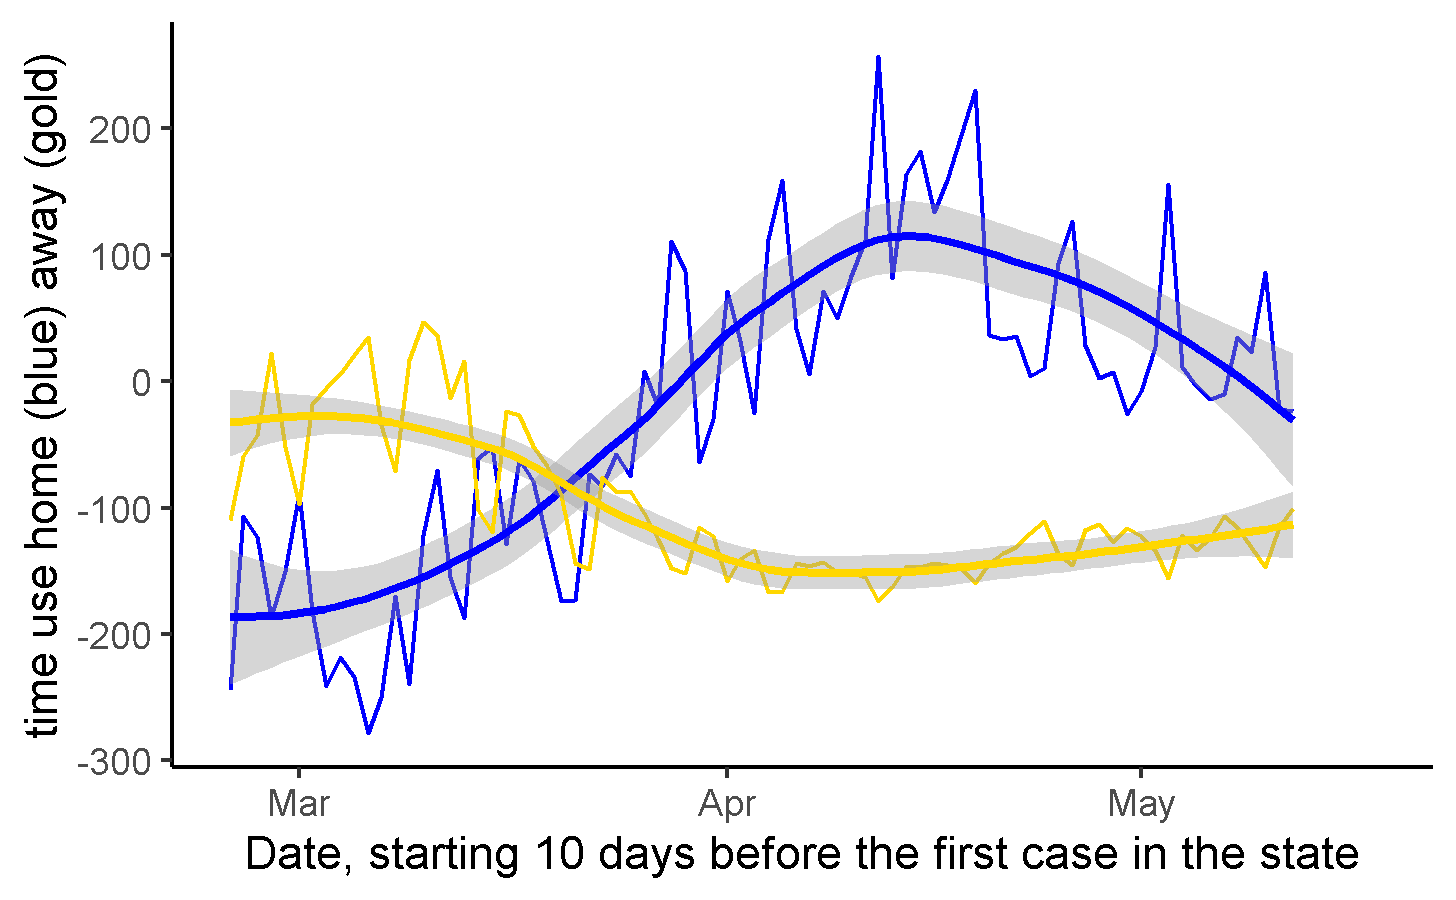 time use home (blue) away (gold)
200
100
0
-100
-200
-300
Mar Apr May
Date, starting 10 days before the first case in the state